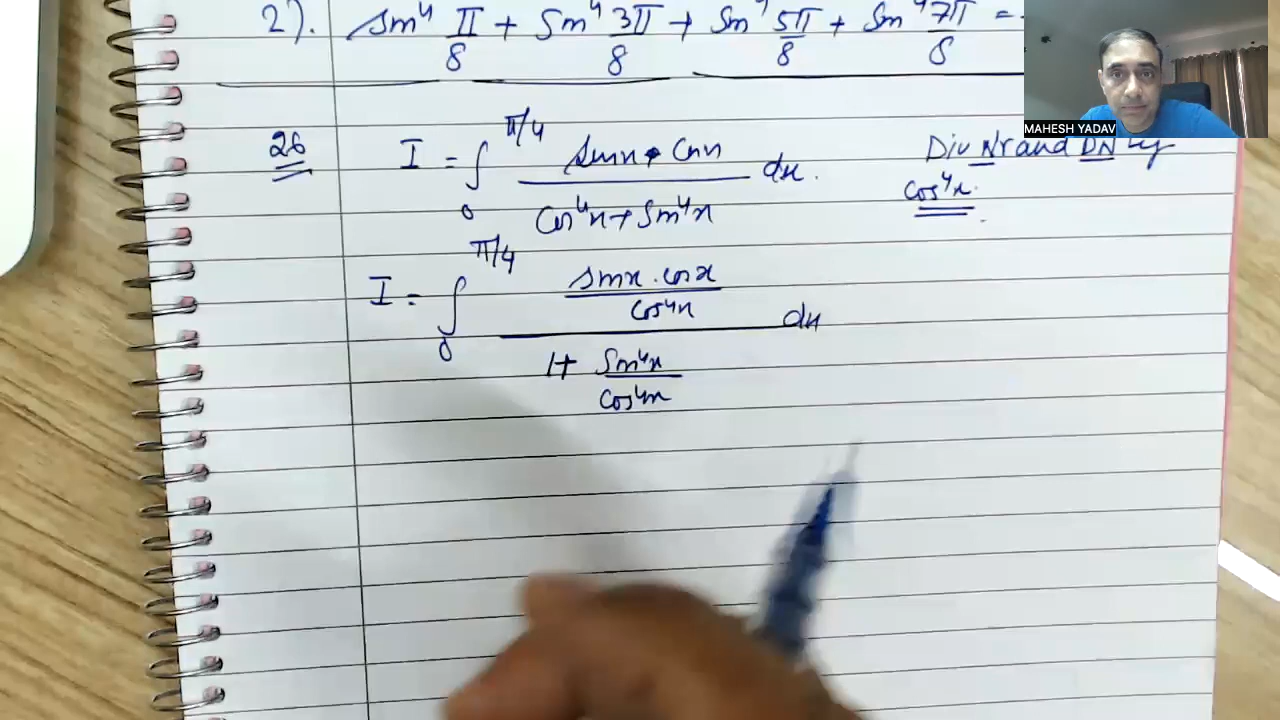 2). sin⁴ π/8 + sin⁴ 3π/8 + sin⁴ 5π/8 + sin⁴ 7π/8 =
MAHESH YADAV
26 I = ∫₀^π/4 sinx • cosx / cos⁴x + sin⁴x dx. Div Nr and DN by
cos⁴x.
I = ∫₀^π/4 (sinx . cosx / cos⁴x) / (1 + sin⁴x / cos⁴x) dx